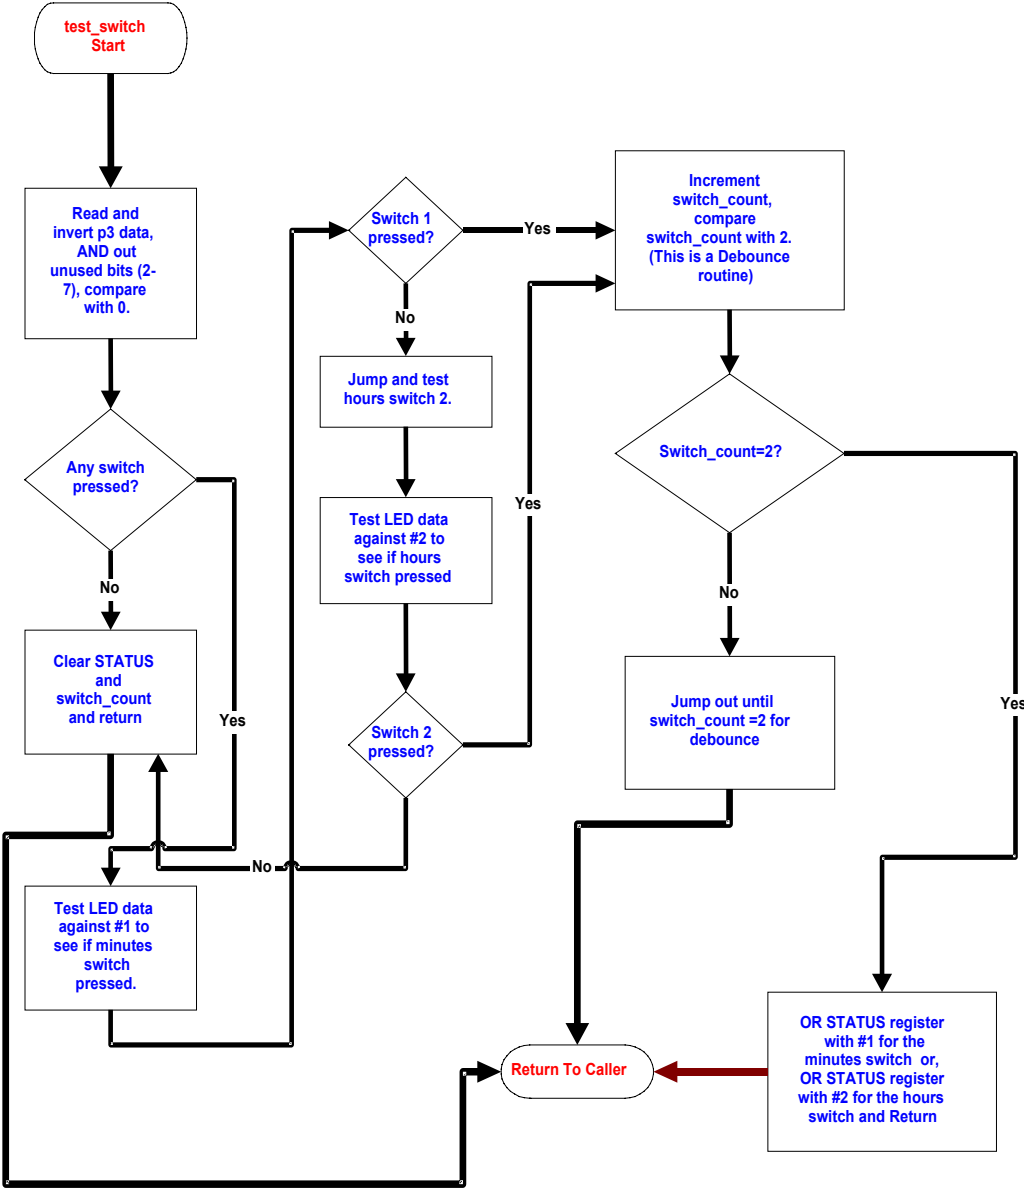 test_switch
Start
Read and
invert p3 data,
AND out
unused bits (2-
7), compare
with 0.
Any switch
pressed?
No
Yes
Clear STATUS
and
switch_count
and return
Test LED data
against #1 to
see if minutes
switch
pressed.
Switch 1
pressed?
Yes
No
Jump and test
hours switch 2.
Test LED data
against #2 to
see if hours
switch pressed
Switch 2
pressed?
Yes
No
Increment
switch_count,
compare
switch_count with 2.
(This is a Debounce
routine)
Switch_count=2?
No
Yes
Jump out until
switch_count =2 for
debounce
OR STATUS register
with #1 for the
minutes switch or,
OR STATUS register
with #2 for the hours
switch and Return
Return To Caller